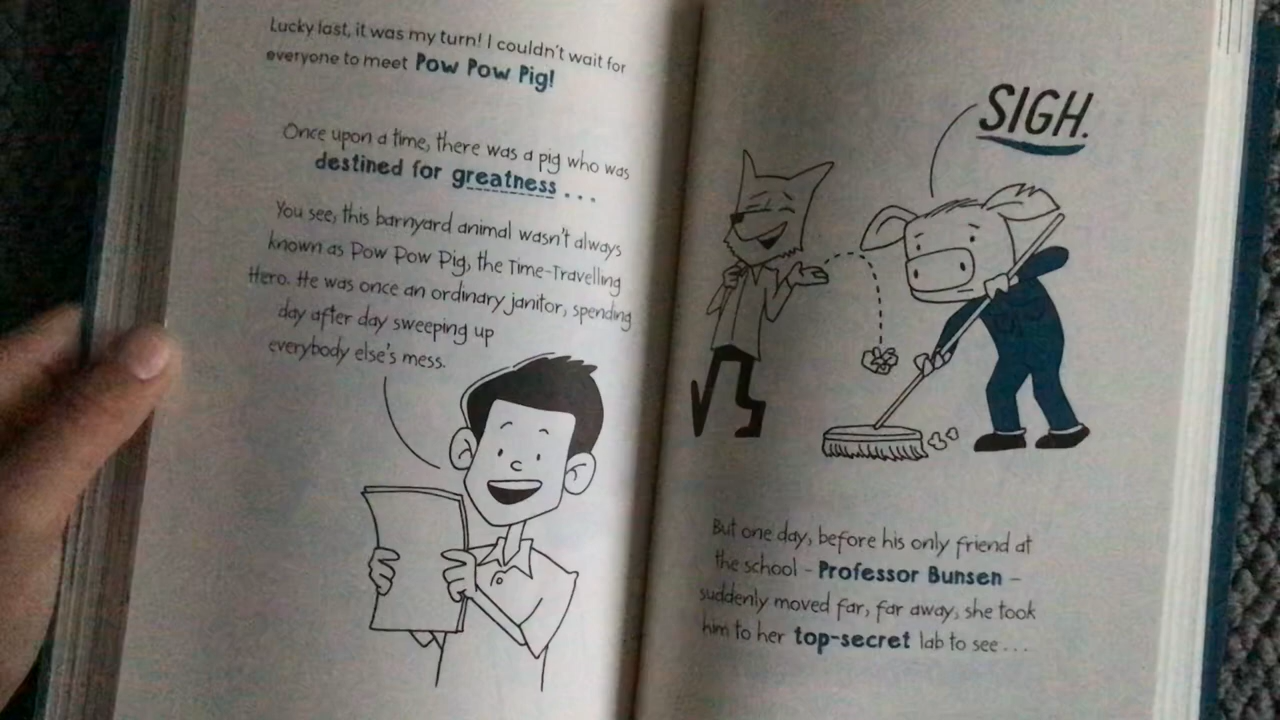 Lucky last, it was my turn! I couldn't wait for
everyone to meet Pow Pow Pig!
Once upon a time, there was a pig who was
destined for greatness . . .
You see, this barnyard animal wasn't always
known as Pow Pow Pig, the Time-Travelling
Hero. He was once an ordinary janitor, spending
day after day sweeping up
everybody else's mess.
SIGH.
But one day, before his only friend at
the school – Professor Bunsen –
suddenly moved far, far away, she took
him to her top-secret lab to see . . .